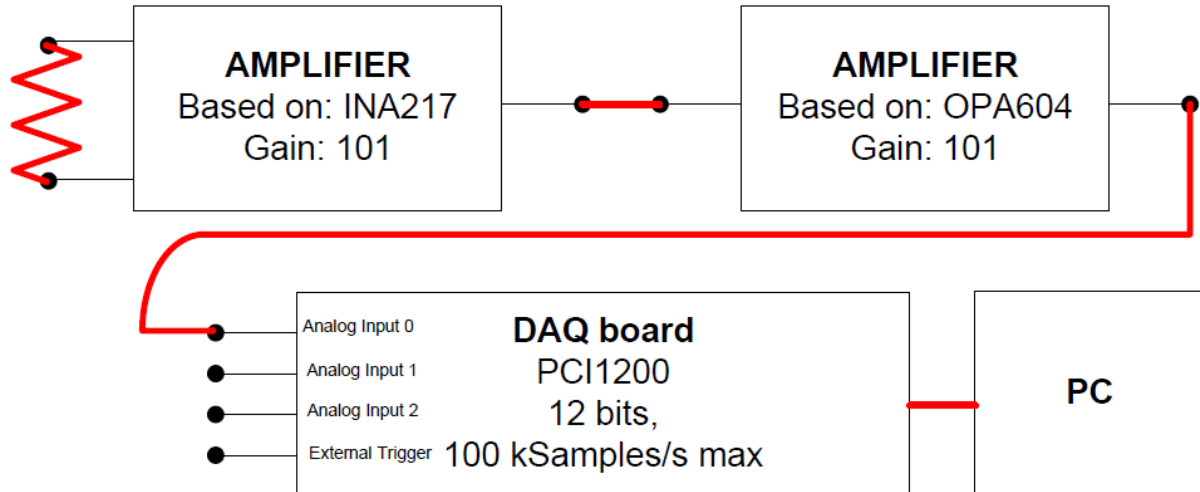 AMPLIFIER
Based on: INA217
Gain: 101
AMPLIFIER
Based on: OPA604
Gain: 101
Analog Input 0
Analog Input 1
Analog Input 2
External Trigger
DAQ board
PCI1200
12 bits,
100 kSamples/s max
PC